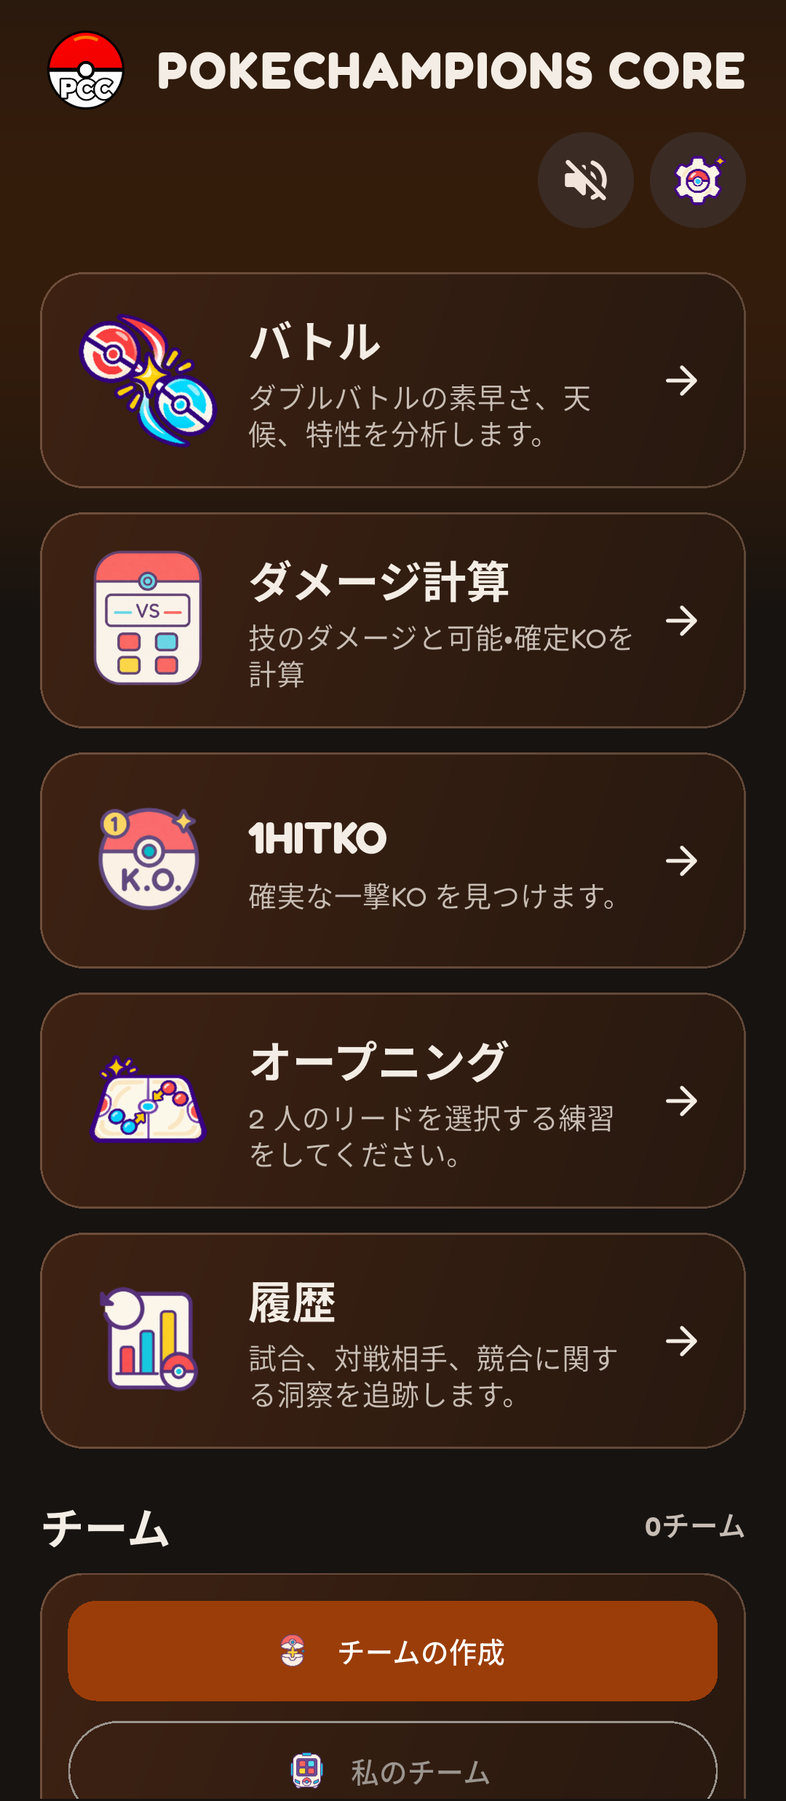 PCC
POKECHAMPIONS CORE
バトル
ダブルバトルの素早さ、天
候、特性を分析します。
VS
ダメージ計算
技のダメージと可能•確定KOを
計算
1
K.O.
1HITKO
確実な一撃KO を見つけます。
オープニング
2 人のリードを選択する練習
をしてください。
履歴
試合、対戦相手、競合に関す
る洞察を追跡します。
チーム
0チーム
チームの作成
私のチーム